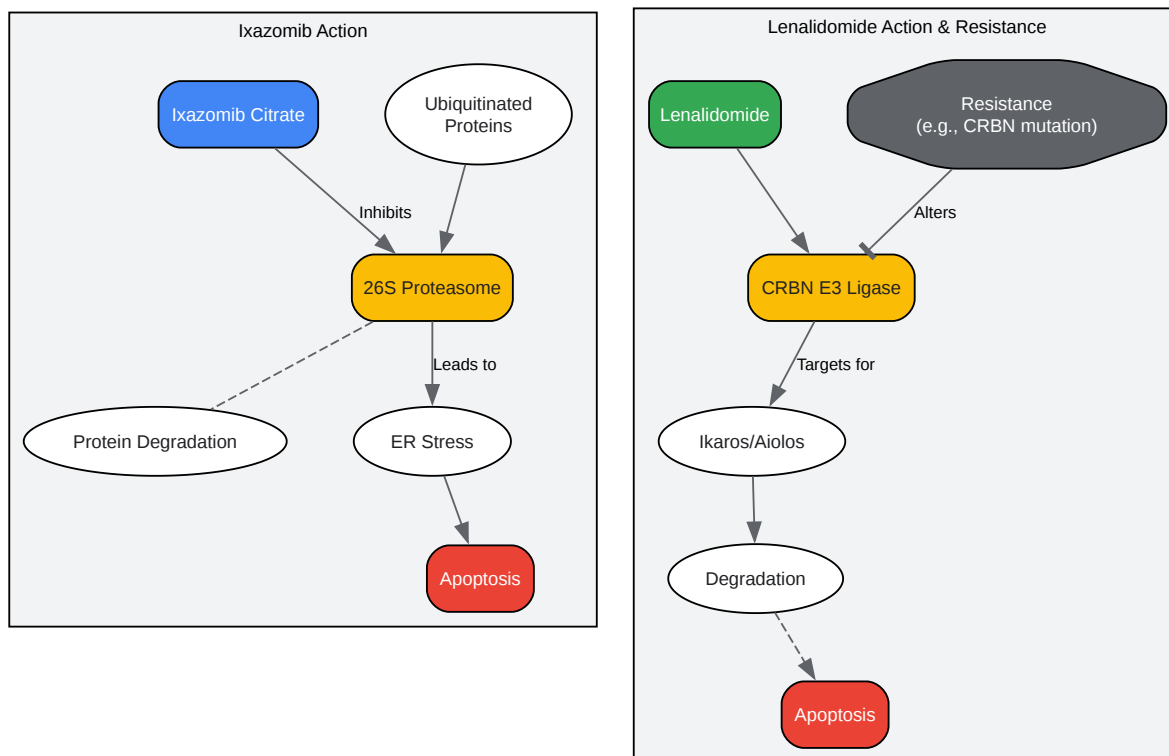 Ixazomib Action
Ixazomib Citrate
Ubiquitinated
Proteins
Inhibits
26S Proteasome
Leads to
Protein Degradation
ER Stress
Apoptosis
Lenalidomide Action & Resistance
Lenalidomide
Resistance
(e.g., CRBN mutation)
Alters
CRBN E3 Ligase
Targets for
Ikaros/Aiolos
Degradation
Apoptosis